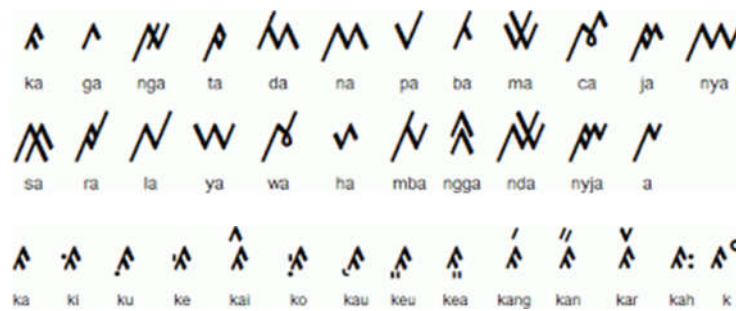 ꤰ ꤱ ꤲ ꤳ ꤴ ꤵ ꤶ ꤷ ꤸ ꤹ ꤺ ꤻ
ka ga nga ta da na pa ba ma ca ja nya
ꤼ ꤽ ꤾ ꤿ ꥀ ꥁ ꥂ ꥃ ꥄ ꥅ ꥆ
sa ra la ya wa ha mba ngga nda nyja a
ꤰ ꤰꥇ ꤰꥈ ꤰꥉ ꤰꥊ ꤰꥋ ꤰꥌ ꤰꥍ ꤰꥎ ꤰꥏ ꤰꥐ ꤰꥑ ꤰꥒ ꤰ꥓
ka ki ku ke kai ko kau keu kea kang kan kar kah k